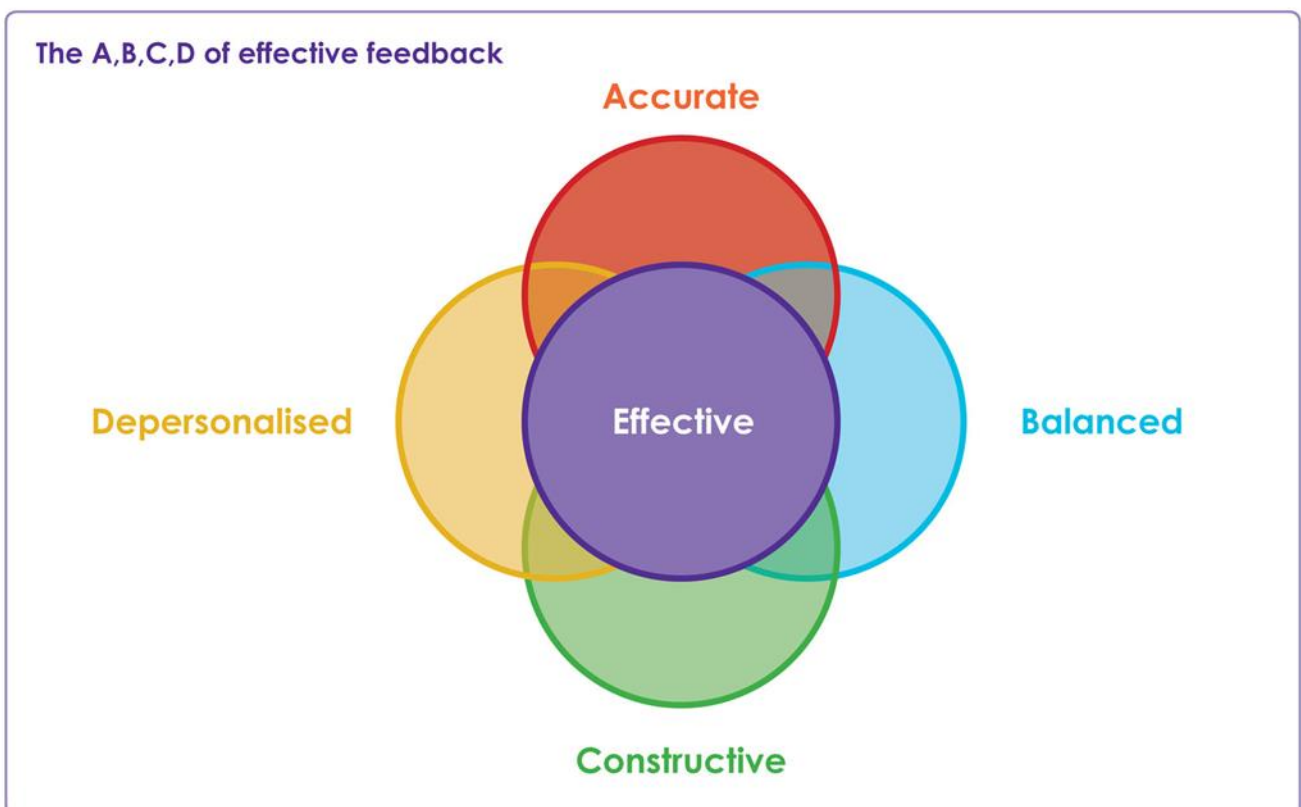 The A,B,C,D of effective feedback
Accurate
Depersonalised
Effective
Balanced
Constructive